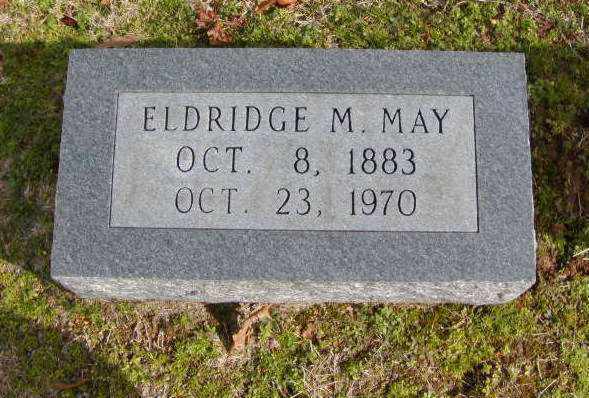 ELDRIDGE M. MAY
OCT. 8, 1883
OCT. 23, 1970